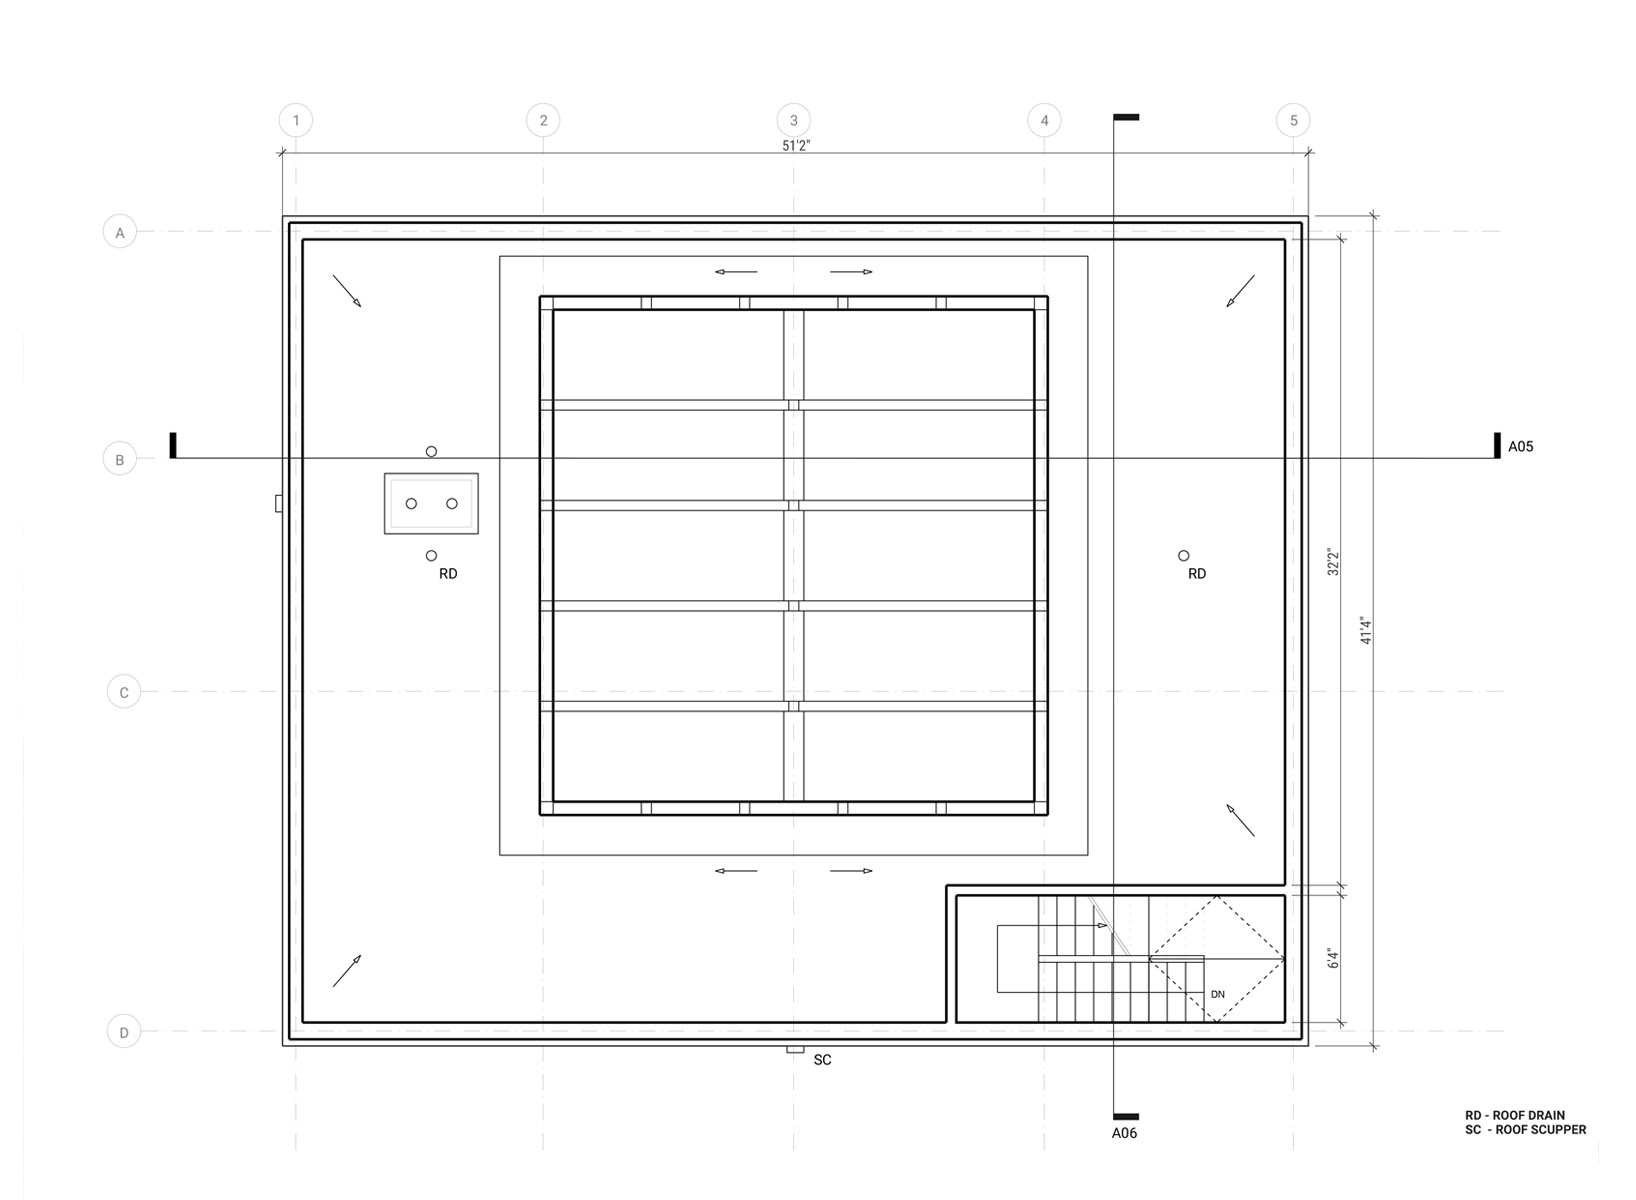 1 2 3 4 5
51'2"
A
B
A05
RD
RD
32'2"
41'4"
C
6'4"
DN
D
SC
A06
RD - ROOF DRAIN
SC - ROOF SCUPPER